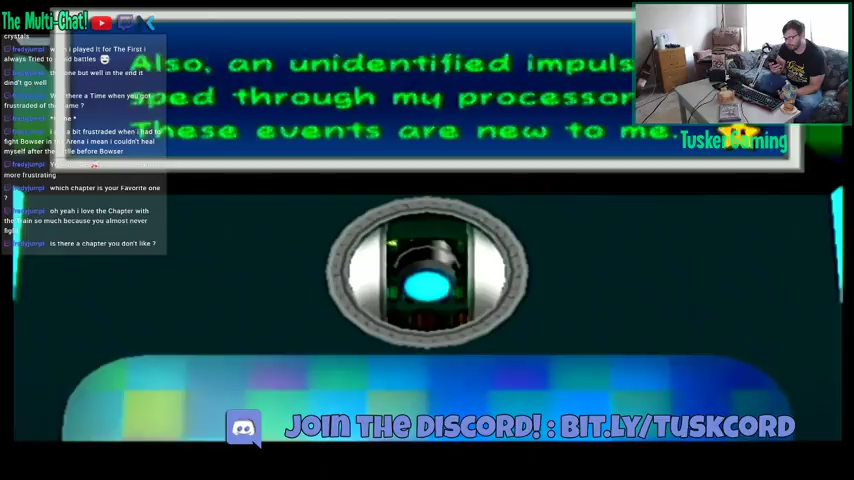 The Multi-Chat!
crystals
fredyjumpi
when i played it for The First i
always Tried to battles
one but well in the end it
dind't go well
there a Time when you got
frustrated of the game ?
fredyjumpi
a bit frustraded when i had to
fight Bowser in the Arena i mean i couldn't heal
myself after the battle before Bowser
fredyjumpi
more frustrating
fredyjumpi which chapter is your Favorite one
?
fredyjumpi oh yeah i love the Chapter with
the Train so much because you almost never
fight
fredyjumpi is there a chapter you don't like ?
Also, an unidentified impuls
sped through my processor
These events are new to me.
TuskerGaming
JOIN THE DISCORD! : BIT.LY/TUSKCORD